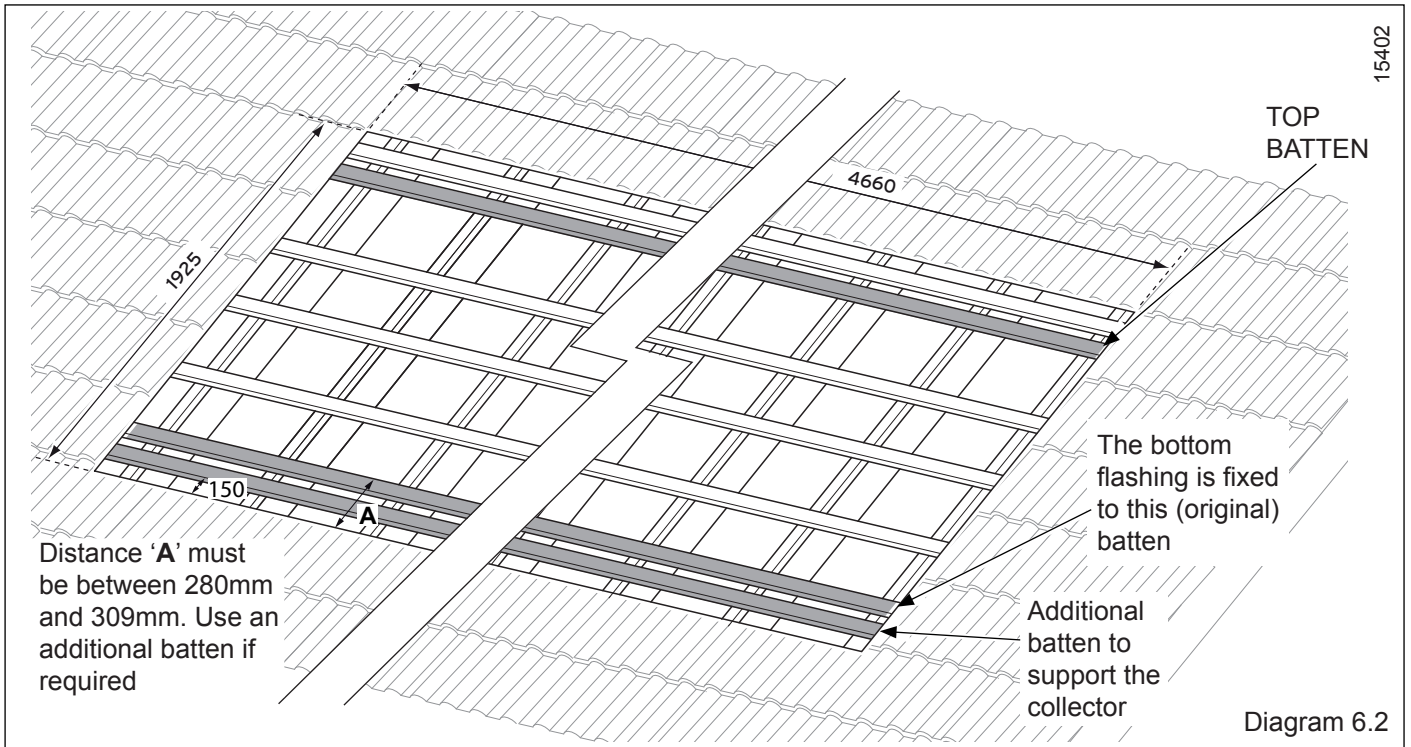 15402
TOP
BATTEN
4660
1925
150
A
The bottom
flashing is fixed
to this (original)
batten
Distance ‘A’ must
be between 280mm
and 309mm. Use an
additional batten if
required
Additional
batten to
support the
collector
Diagram 6.2